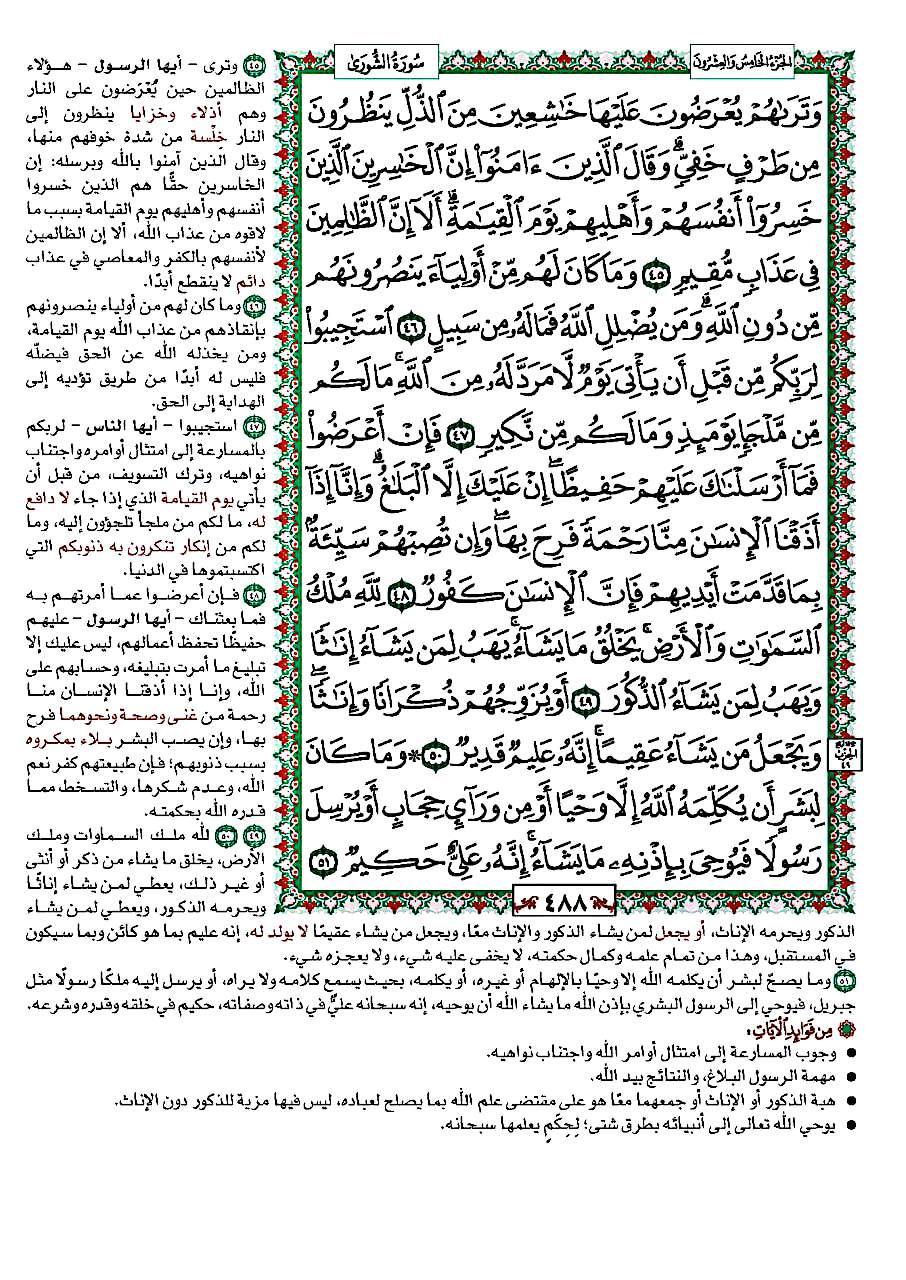 الجزء الخامس والعشرون
سورة الشورى
وَتَرَىٰهُمْ يُعْرَضُونَ عَلَيْهَا خَٰشِعِينَ مِنَ ٱلذُّلِّ يَنظُرُونَ
مِن طَرْفٍ خَفِىٍّ ۗ وَقَالَ ٱلَّذِينَ ءَامَنُوٓا۟ إِنَّ ٱلْخَٰسِرِينَ ٱلَّذِينَ
خَسِرُوٓا۟ أَنفُسَهُمْ وَأَهْلِيهِمْ يَوْمَ ٱلْقِيَٰمَةِ ۗ أَلَآ إِنَّ ٱلظَّٰلِمِينَ
فِى عَذَابٍ مُّقِيمٍ ٤٥ وَمَا كَانَ لَهُم مِّنْ أَوْلِيَآءَ يَنصُرُونَهُم
مِّن دُونِ ٱللَّهِ ۗ وَمَن يُضْلِلِ ٱللَّهُ فَمَا لَهُۥ مِن سَبِيلٍ ٤٦ ٱسْتَجِيبُوا۟
لِرَبِّكُم مِّن قَبْلِ أَن يَأْتِىَ يَوْمٌ لَّا مَرَدَّ لَهُۥ مِنَ ٱللَّهِ ۚ مَا لَكُم
مِّن مَّلْجَإٍ يَوْمَئِذٍ وَمَا لَكُم مِّن نَّكِيرٍ ٤٧ فَإِنْ أَعْرَضُوا۟
فَمَآ أَرْسَلْنَٰكَ عَلَيْهِمْ حَفِيظًا ۖ إِنْ عَلَيْكَ إِلَّا ٱلْبَلَٰغُ ۗ وَإِنَّآ إِذَآ
أَذَقْنَا ٱلْإِنسَٰنَ مِنَّا رَحْمَةً فَرِحَ بِهَا ۖ وَإِن تُصِبْهُمْ سَيِّئَةٌۢ
بِمَا قَدَّمَتْ أَيْدِيهِمْ فَإِنَّ ٱلْإِنسَٰنَ كَفُورٌ ٤٨ لِّلَّهِ مُلْكُ
ٱلسَّمَٰوَٰتِ وَٱلْأَرْضِ ۚ يَخْلُقُ مَا يَشَآءُ ۚ يَهَبُ لِمَن يَشَآءُ إِنَٰثًا
وَيَهَبُ لِمَن يَشَآءُ ٱلذُّكُورَ ٤٩ أَوْ يُزَوِّجُهُمْ ذُكْرَانًا وَإِنَٰثًا ۖ
وَيَجْعَلُ مَن يَشَآءُ عَقِيمًا ۚ إِنَّهُۥ عَلِيمٌ قَدِيرٌ ٥٠ * وَمَا كَانَ
لِبَشَرٍ أَن يُكَلِّمَهُ ٱللَّهُ إِلَّا وَحْيًا أَوْ مِن وَرَآئِ حِجَابٍ أَوْ يُرْسِلَ
رَسُولًا فَيُوحِىَ بِإِذْنِهِۦ مَا يَشَآءُ ۚ إِنَّهُۥ عَلِىٌّ حَكِيمٌ ٥١
الحزب ٤٩
٤٨٨
٤٥ وترى - أيها الرسول - هؤلاء
الظالمين حين يُعْرَضون على النار
وهم أذلاء وخزايا ينظرون إلى
النار خِلْسة من شدة خوفهم منها،
وقال الذين آمنوا بالله وبرسله: إن
الخاسرين حقًّا هم الذين خسروا
أنفسهم وأهليهم يوم القيامة بسبب ما
لاقوه من عذاب الله، ألا إن الظالمين
لأنفسهم بالكفر والمعاصي في عذاب
دائم لا ينقطع أبدًا.
٤٦ وما كان لهم من أولياء ينصرونهم
بإنقاذهم من عذاب الله يوم القيامة،
ومن يخذله الله عن الحق فيضلّه
فليس له أبدًا من طريق تؤديه إلى
الهداية إلى الحق.
٤٧ استجيبوا - أيها الناس - لربكم
بالمسارعة إلى امتثال أوامره واجتناب
نواهيه، وترك التسويف، من قبل أن
يأتي يوم القيامة الذي إذا جاء لا دافع
له، ما لكم من ملجأ تلجؤون إليه، وما
لكم من إنكار تنكرون به ذنوبكم التي
اكتسبتموها في الدنيا.
٤٨ فإن أعرضوا عما أمرتهم به
فما بعثناك - أيها الرسول - عليهم
حفيظًا تحفظ أعمالهم، ليس عليك إلا
تبليغ ما أمرت بتبليغه، وحسابهم على
الله، وإنا إذا أذقنا الإنسان منا
رحمة من غنى وصحة ونحوهما فرح
بها، وإن يصب البشر بلاء بمكروه
بسبب ذنوبهم؛ فإن طبيعتهم كفر نعم
الله، وعدم شكرها، والتسخط مما
قدره الله بحكمته.
٤٩ ٥٠ لله ملك السماوات وملك
الأرض، يخلق ما يشاء من ذكر أو أنثى
أو غير ذلك، يعطي لمن يشاء إناثًا
ويحرمه الذكور، ويعطي لمن يشاء
الذكور ويحرمه الإناث، أو يجعل لمن يشاء الذكور والإناث معًا، ويجعل من يشاء عقيمًا لا يولد له، إنه عليم بما هو كائن وبما سيكون
في المستقبل، وهذا من تمام علمه وكمال حكمته، لا يخفى عليه شيء، ولا يعجزه شيء.
٥١ وما يصحّ لبشر أن يكلمه الله إلا وحيًا بالإلهام أو غيره، أو يكلمه، بحيث يسمع كلامه ولا يراه، أو يرسل إليه ملكًا رسولًا مثل
جبريل، فيوحي إلى الرسول البشري بإذن الله ما يشاء الله أن يوحيه، إنه سبحانه عليٌّ في ذاته وصفاته، حكيم في خلقه وقدره وشرعه.
من فوائد الآيات:
● وجوب المسارعة إلى امتثال أوامر الله واجتناب نواهيه.
● مهمة الرسول البلاغ، والنتائج بيد الله.
● هبة الذكور أو الإناث أو جمعهما معًا هو على مقتضى علم الله بما يصلح لعباده، ليس فيها مزية للذكور دون الإناث.
● يوحي الله تعالى إلى أنبيائه بطرق شتى؛ لِحِكَمٍ يعلمها سبحانه.